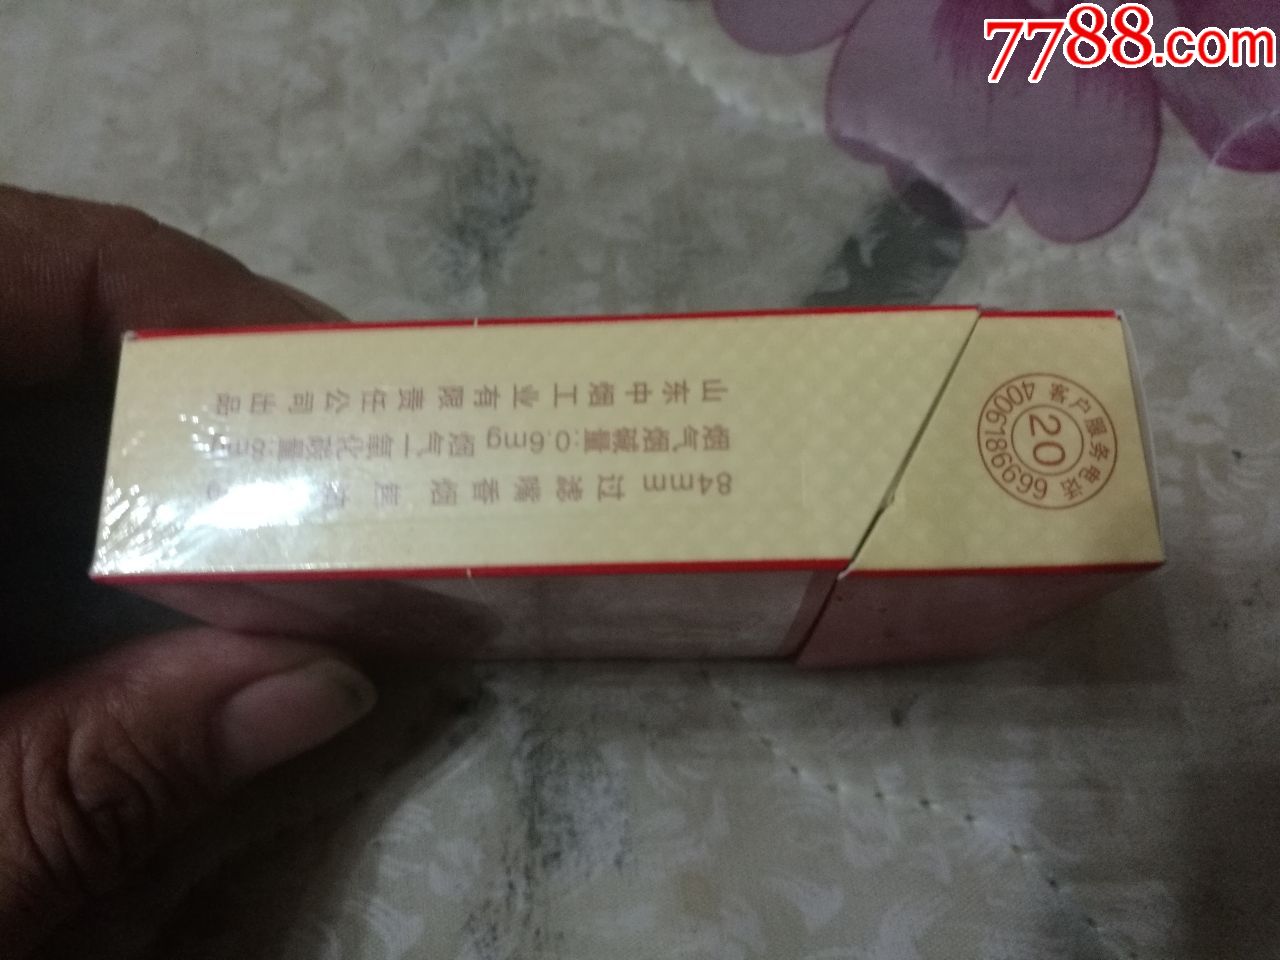 7788.com
84mm 过滤嘴香烟 焦
烟气烟碱量:0.6mg 烟气一氧化碳量:8mg
山东中烟工业有限责任公司出品
客户服务电话
4006186999
20